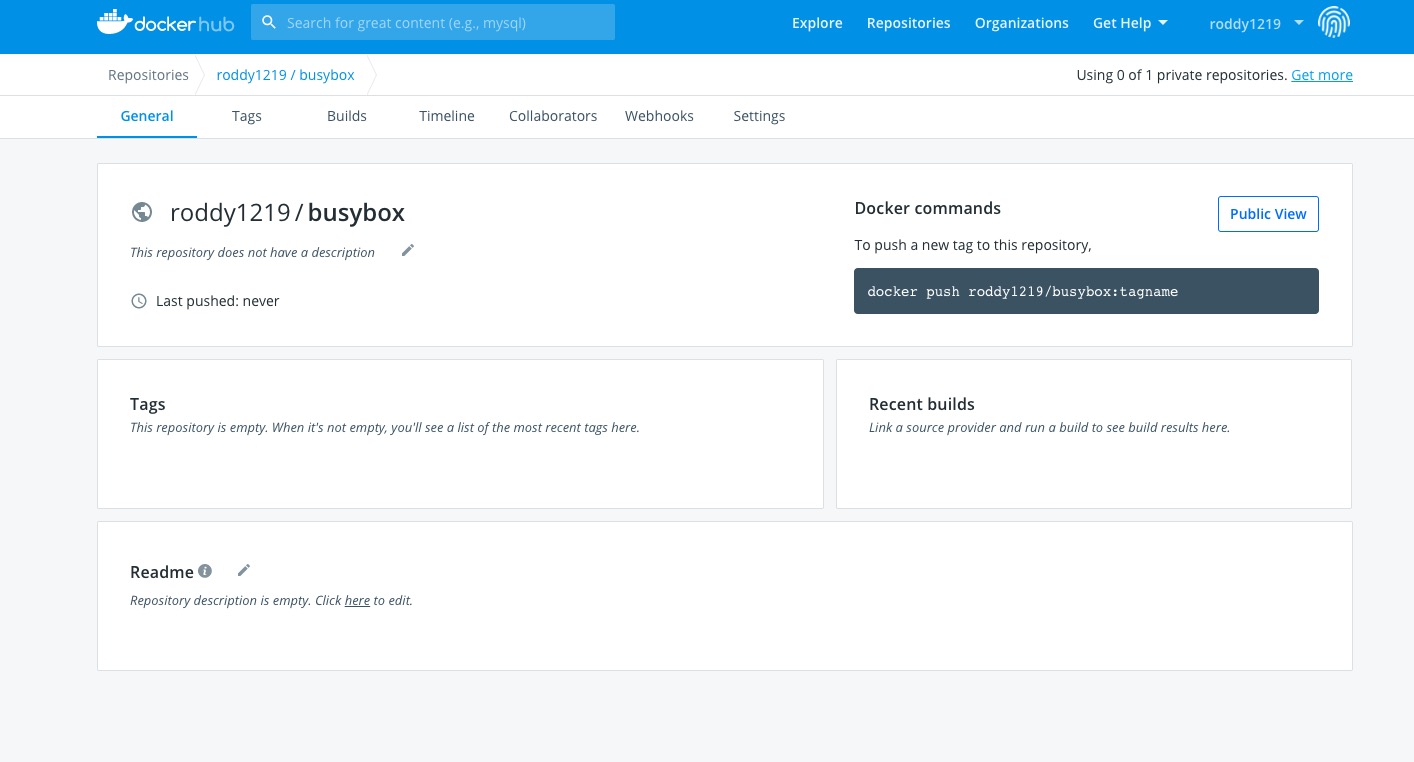 dockerhub Search for great content (e.g., mysql) Explore Repositories Organizations Get Help roddy1219
Repositories roddy1219 / busybox Using 0 of 1 private repositories. Get more
General Tags Builds Timeline Collaborators Webhooks Settings
roddy1219 / busybox
This repository does not have a description
Last pushed: never
Docker commands
Public View
To push a new tag to this repository,
docker push roddy1219/busybox:tagname
Tags
This repository is empty. When it's not empty, you'll see a list of the most recent tags here.
Recent builds
Link a source provider and run a build to see build results here.
Readme
Repository description is empty. Click here to edit.